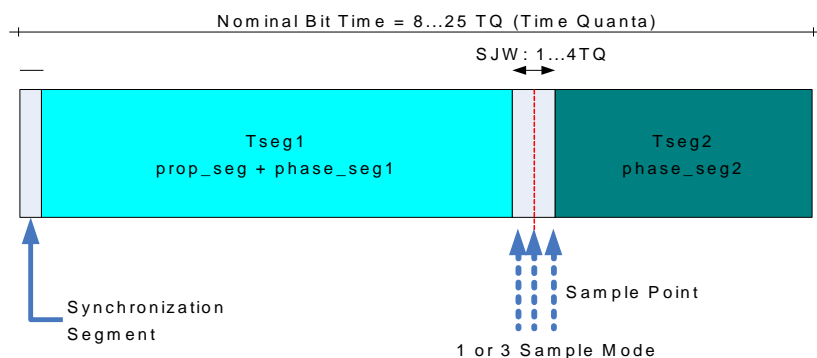 Nominal Bit Time = 8...25 TQ (Time Quanta)
SJW: 1...4TQ
Tseg1
prop_seg + phase_seg1
Tseg2
phase_seg2
Synchronization
Segment
Sample Point
1 or 3 Sample Mode